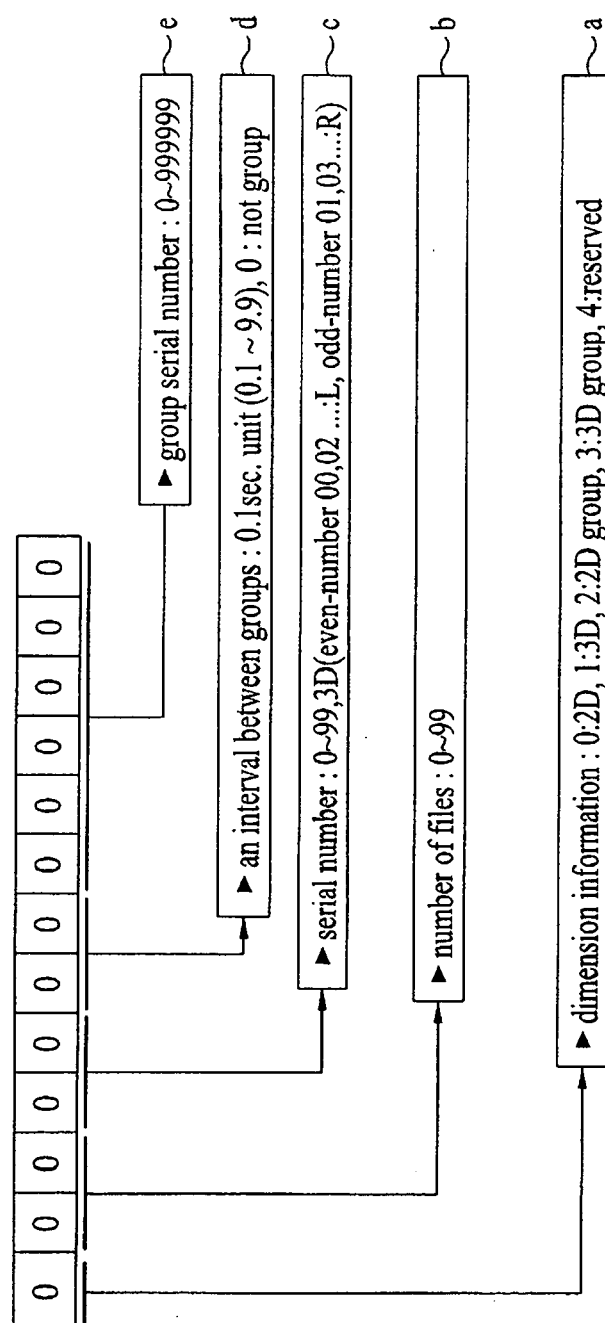 0 0 0 0 0 0 0 0 0 0 0 0 0
▶ group serial number : 0~999999
e
▶ an interval between groups : 0.1sec. unit (0.1 ~ 9.9), 0 : not group
d
▶ serial number : 0~99,3D(even-number 00,02 ...:L, odd-number 01,03...:R)
c
▶ number of files : 0~99
b
▶ dimension information : 0:2D, 1:3D, 2:2D group, 3:3D group, 4:reserved
a